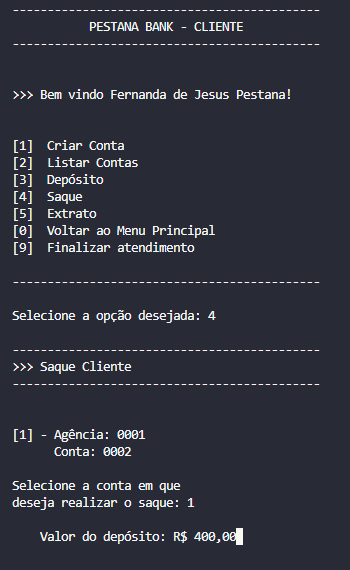 --------------------------------------------
PESTANA BANK - CLIENTE
--------------------------------------------
>>> Bem vindo Fernanda de Jesus Pestana!
[1]  Criar Conta
[2]  Listar Contas
[3]  Depósito
[4]  Saque
[5]  Extrato
[0]  Voltar ao Menu Principal
[9]  Finalizar atendimento
--------------------------------------------
Selecione a opção desejada: 4
--------------------------------------------
>>> Saque Cliente
--------------------------------------------
[1] - Agência: 0001
Conta: 0002
Selecione a conta em que
deseja realizar o saque: 1
Valor do depósito: R$ 400,00